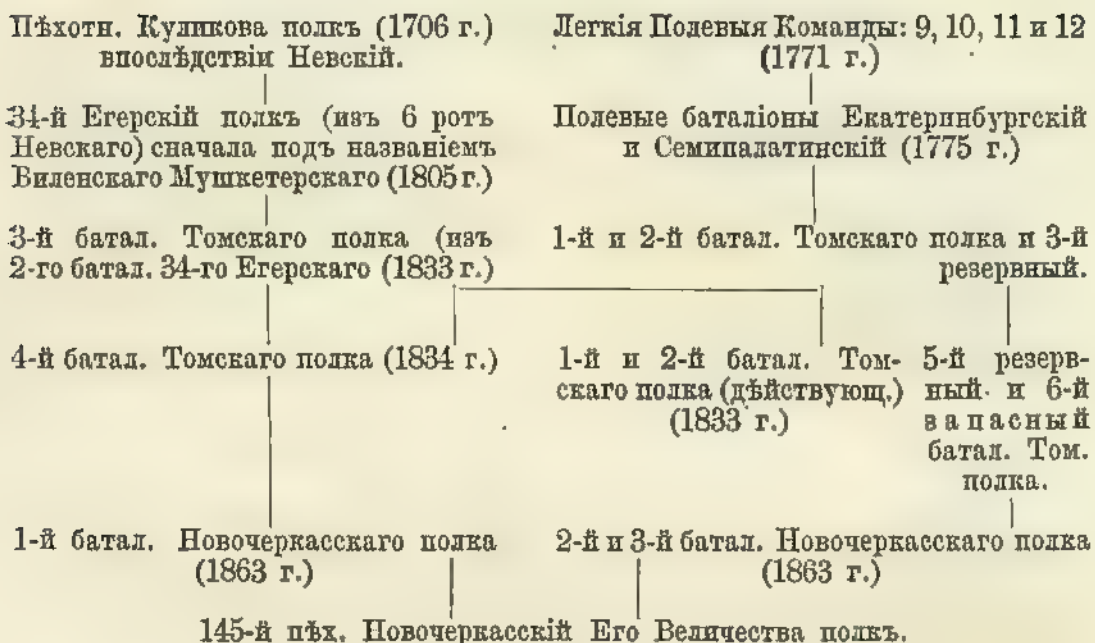 Пѣхотн. Куликова полкъ (1706 г.)
впослѣдствіи Невскій.
Легкія Полевыя Команды: 9, 10, 11 и 12
(1771 г.)
34-й Егерскій полкъ (изъ 6 ротъ
Невскаго) сначала подъ названіемъ
Виленскаго Мушкетерскаго (1805 г.)
Полевые баталіоны Екатеринбургскій
и Семипалатинскій (1775 г.)
3-й батал. Томскаго полка (изъ
2-го батал. 34-го Егерскаго (1833 г.)
1-й и 2-й батал. Томскаго полка и 3-й
резервный.
4-й батал. Томскаго полка (1834 г.)
1-й и 2-й батал. Том-
скаго полка (дѣйствующ.)
(1833 г.)
5-й резерв-
ный и 6-й
запасный
батал. Том.
полка.
1-й батал. Новочеркасскаго полка
(1863 г.)
2-й и 3-й батал. Новочеркасскаго полка
(1863 г.)
145-й пѣх. Новочеркасскій Его Величества полкъ.